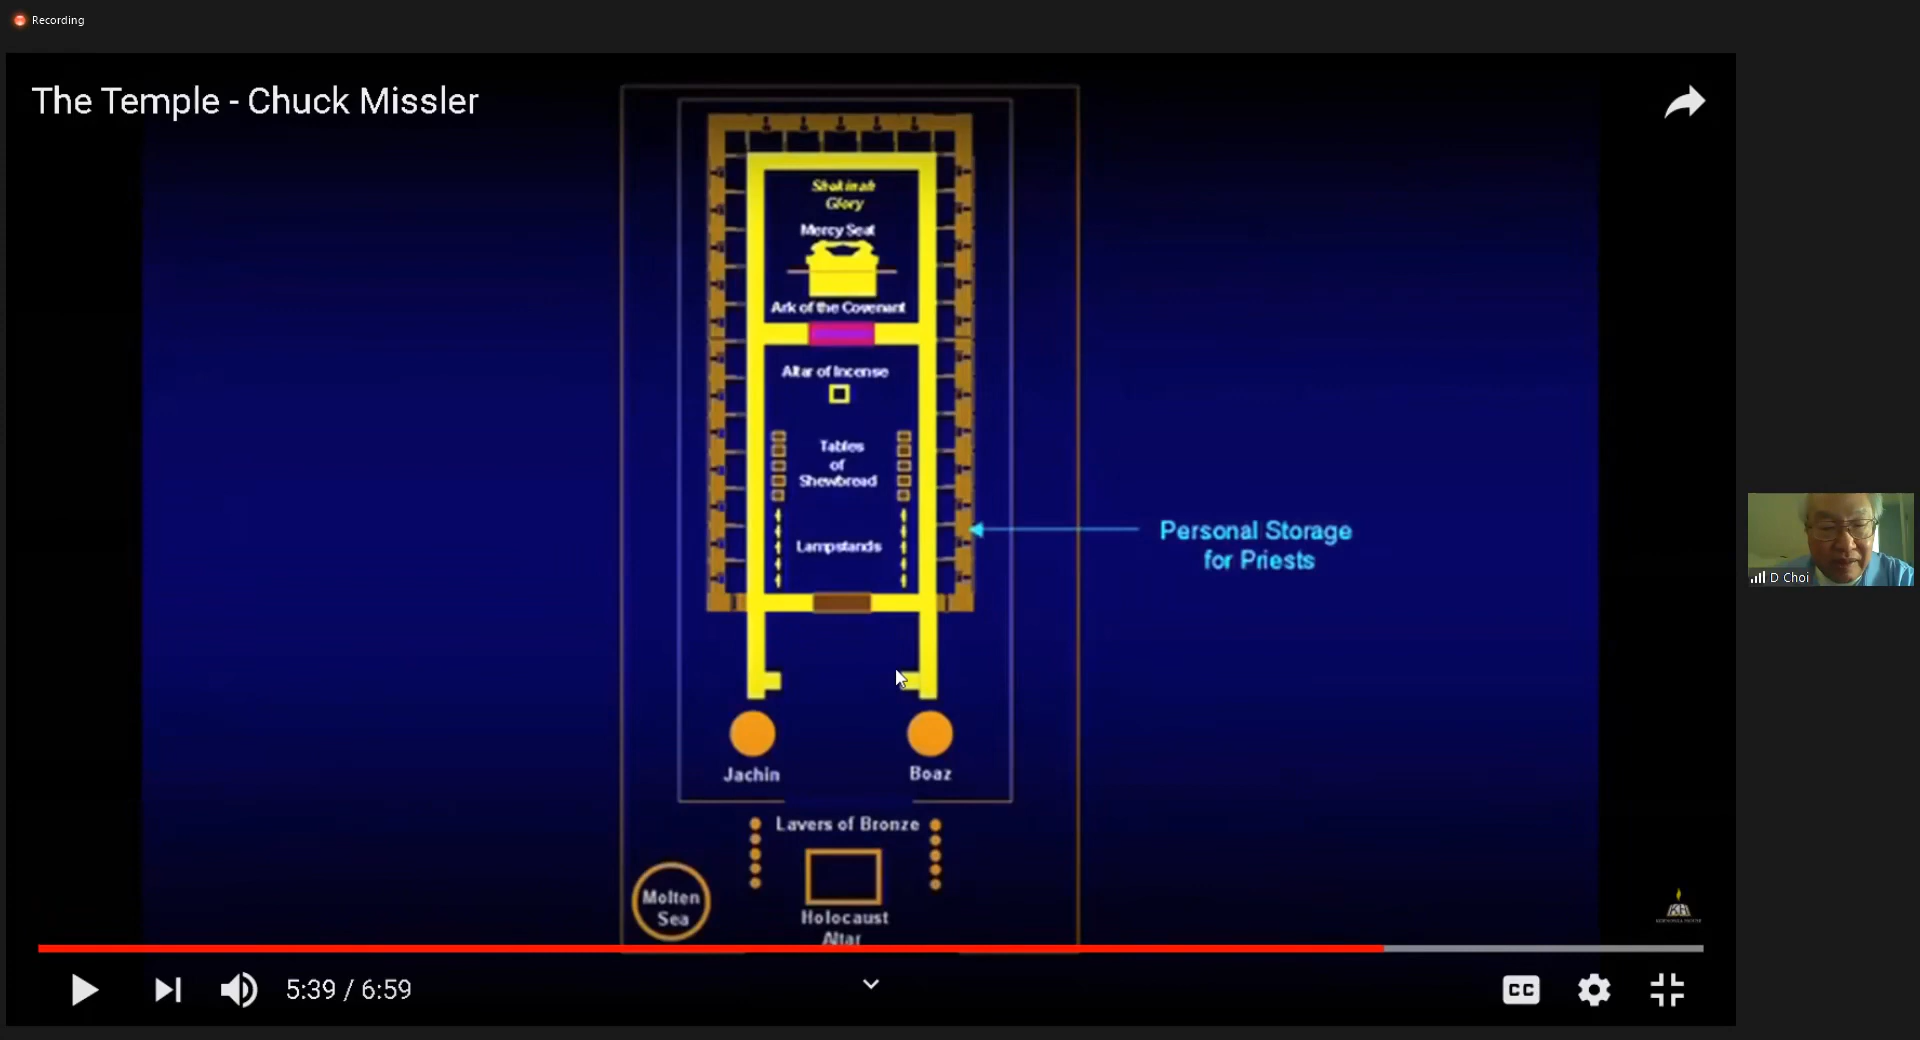 Recording
The Temple - Chuck Missler
Shekinah
Glory
Mercy Seat
Ark of the Covenant
Altar of Incense
Tables
of
Shewbread
Lampstands
Personal Storage
for Priests
D Choi
Jachin
Boaz
Lavers of Bronze
Molten
Sea
Holocaust
Altar
KH
5:39 / 6:59
CC